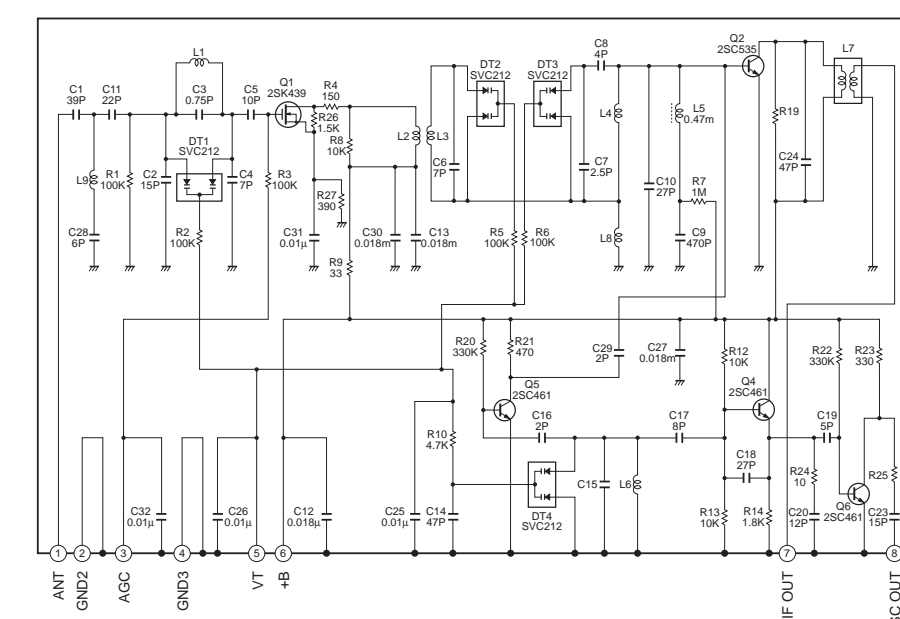 Q2
2SC535
L7
C8
4P
L1
DT2
SVC212
DT3
SVC212
C1
39P
C11
22P
C3
0.75P
C5
10P
Q1
2SK439
R4
150
R26
1.5K
R8
10K
L2
L3
L4
L5
0.47m
R19
DT1
SVC212
C6
7P
C7
2.5P
C24
47P
L9
R1
100K
C2
15P
C4
7P
R3
100K
R27
390
C10
27P
R7
1M
C28
6P
R2
100K
C31
0.01μ
C30
0.018m
C13
0.018m
R5
100K
R6
100K
L8
C9
470P
R9
33
R20
330K
R21
470
C29
2P
C27
0.018m
R12
10K
R22
330K
R23
330
Q5
2SC461
Q4
2SC461
C16
2P
C17
8P
C19
5P
R10
4.7K
C18
27P
R24
10
R25
C15
L6
Q6
2SC461
C32
0.01μ
C26
0.01μ
C12
0.018μ
C25
0.01μ
C14
47P
DT4
SVC212
R13
10K
R14
1.8K
C20
12P
C23
15P
1
2
3
4
5
6
7
8
ANT
GND2
AGC
GND3
VT
+B
IF OUT
SC OUT